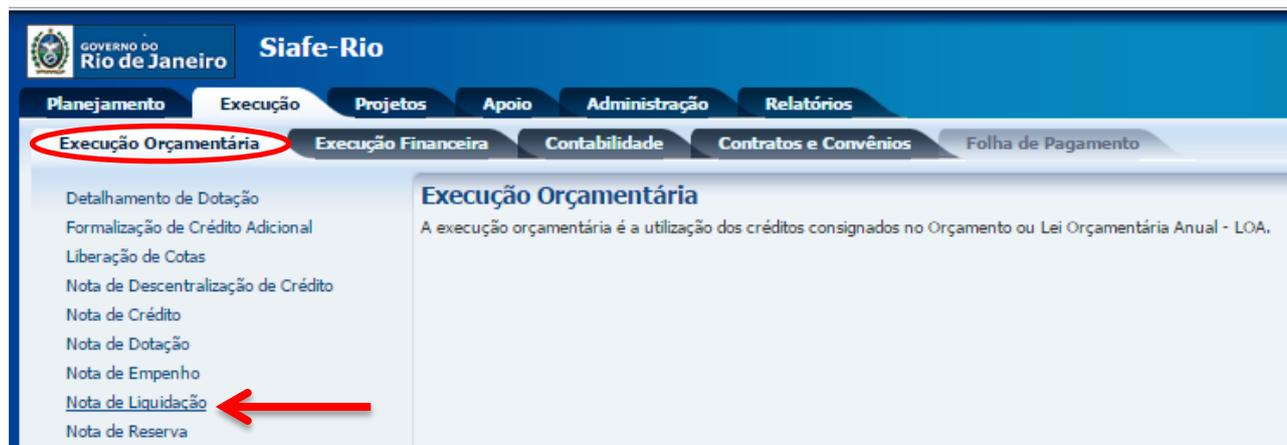 GOVERNO DO
Rio de Janeiro
Siafe-Rio
Planejamento Execução Projetos Apoio Administração Relatórios
Execução Orçamentária Execução Financeira Contabilidade Contratos e Convênios Folha de Pagamento
Detalhamento de Dotação
Formalização de Crédito Adicional
Liberação de Cotas
Nota de Descentralização de Crédito
Nota de Crédito
Nota de Dotação
Nota de Empenho
Nota de Liquidação
Nota de Reserva
Execução Orçamentária
A execução orçamentária é a utilização dos créditos consignados no Orçamento ou Lei Orçamentária Anual - LOA.